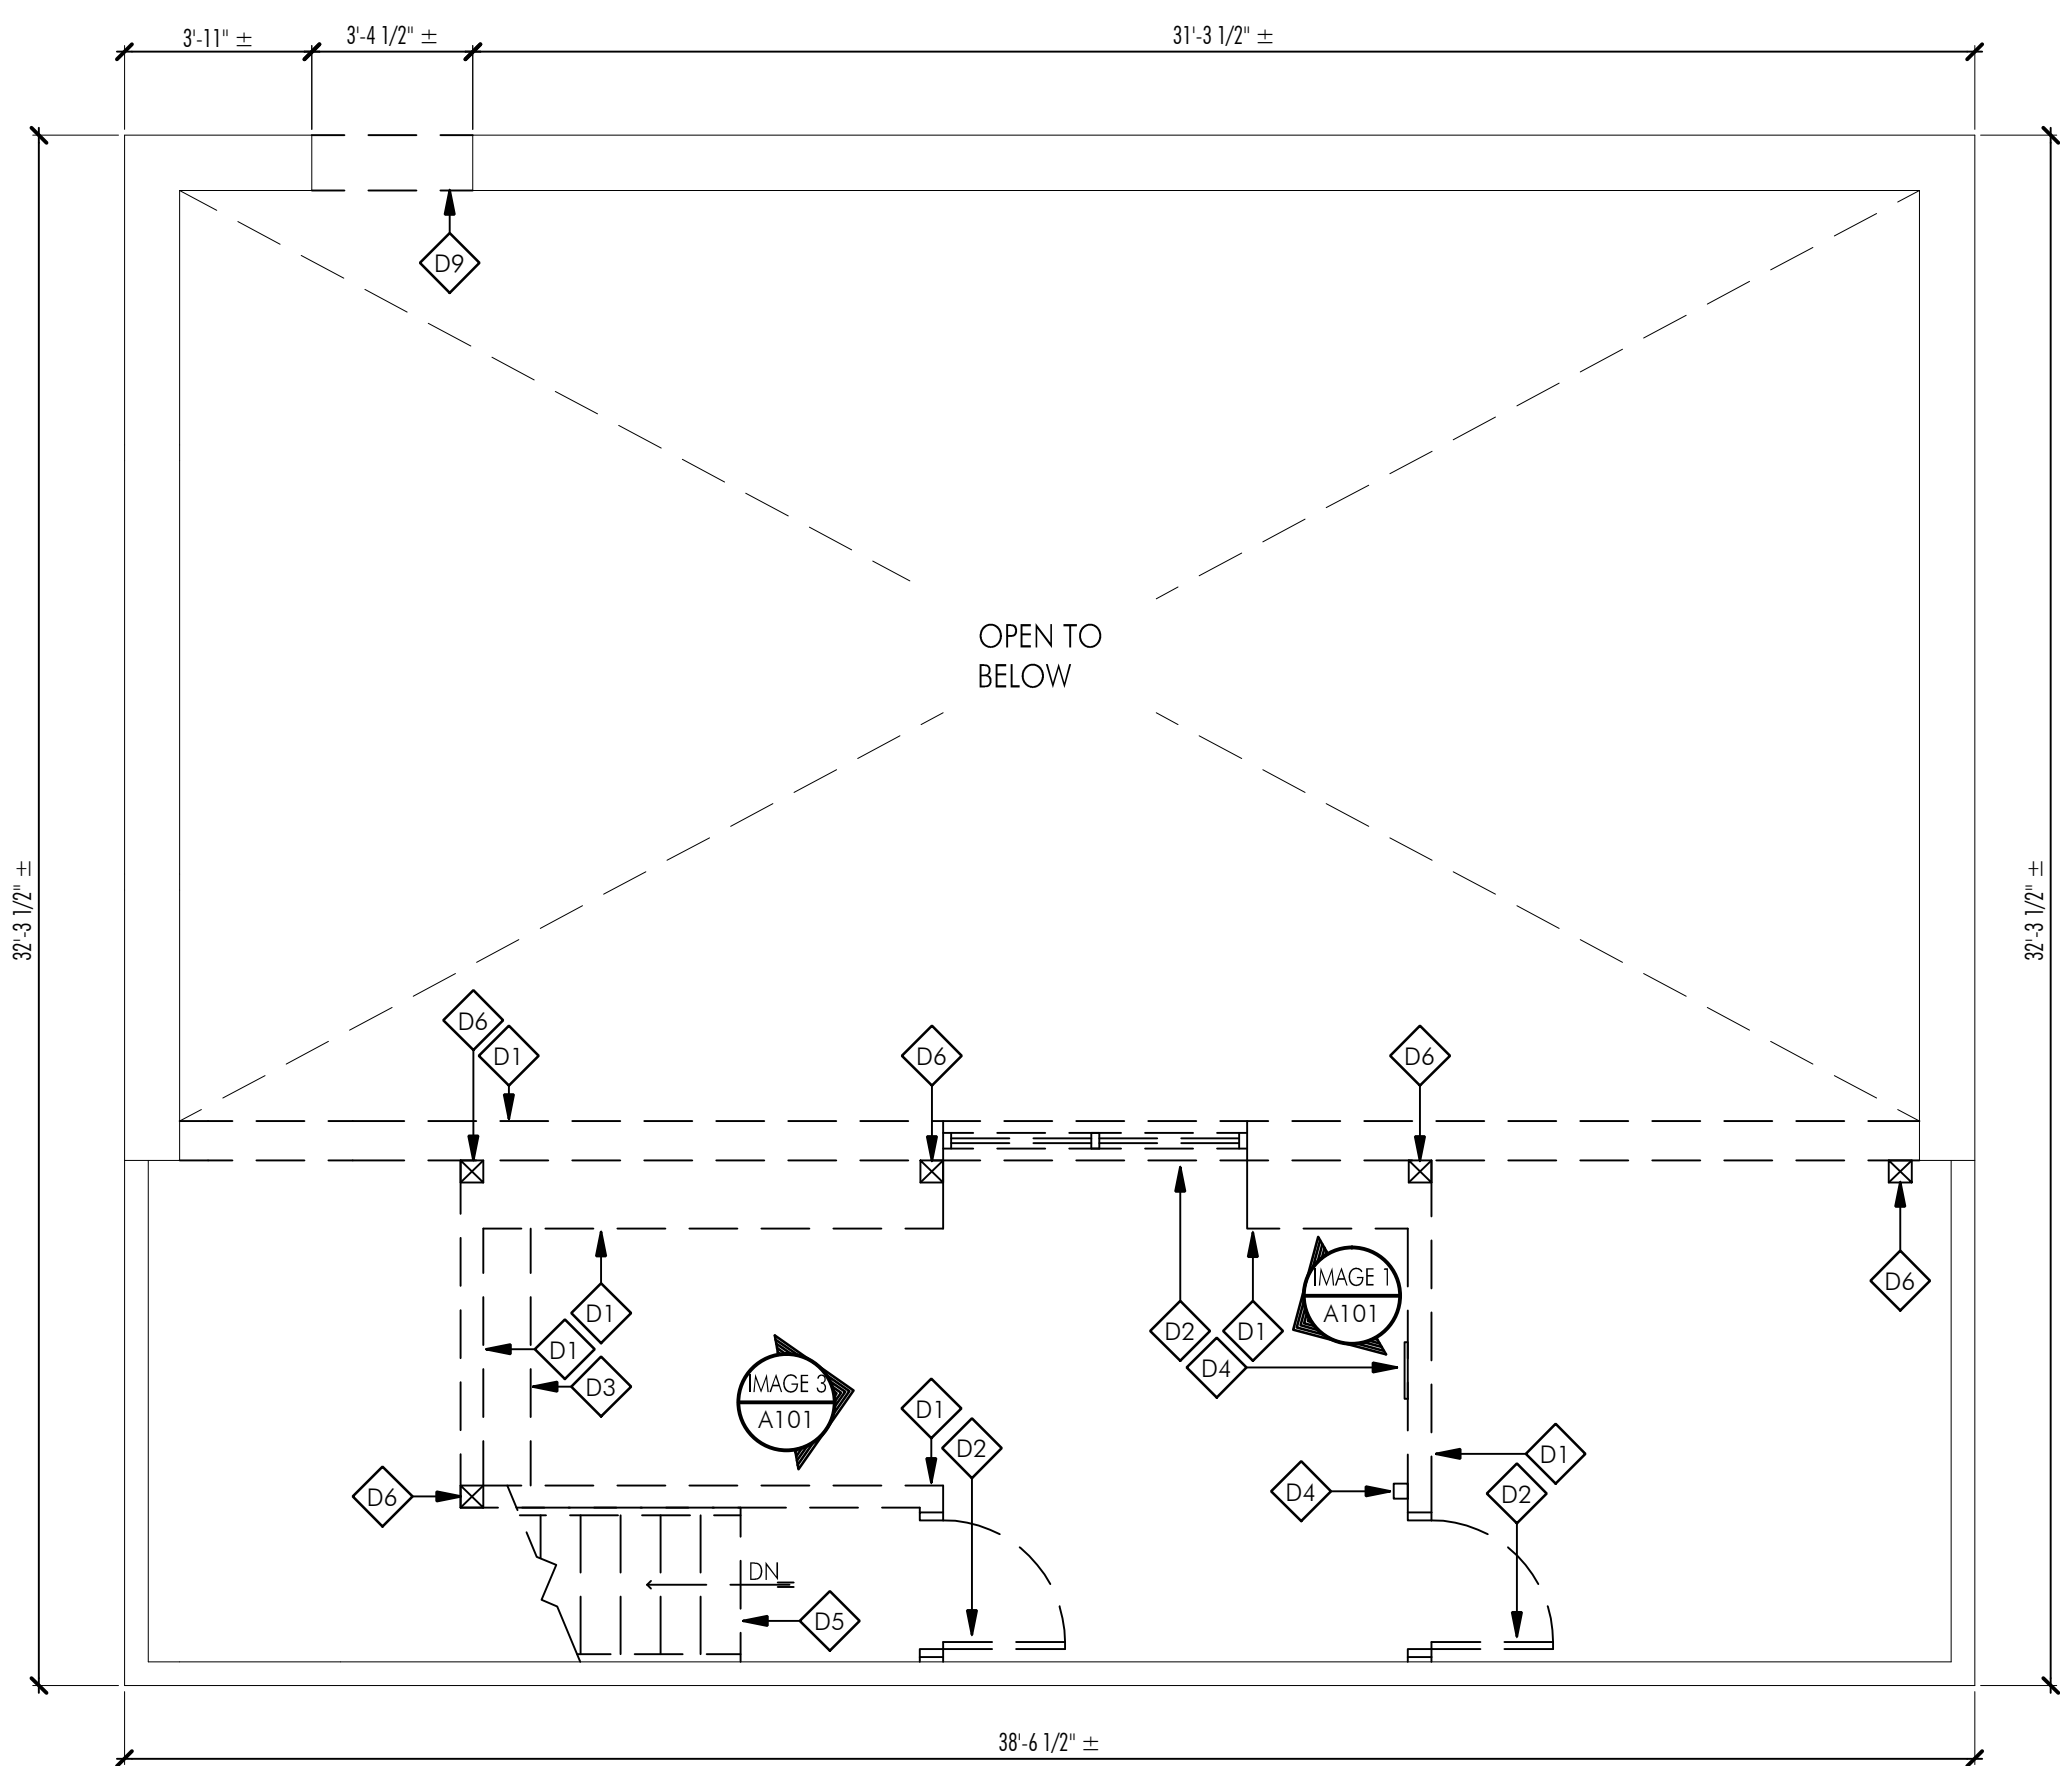 3'-11" ±
3'-4 1/2" ±
31'-3 1/2" ±
D9
OPEN TO
BELOW
32'-3 1/2" ±
32'-3 1/2" ±
D6
D1
D6
D6
D6
D1
D1
D3
IMAGE 1
A101
D2
D1
D4
IMAGE 3
A101
D1
D2
D1
D2
D6
D4
DN
D5
38'-6 1/2" ±